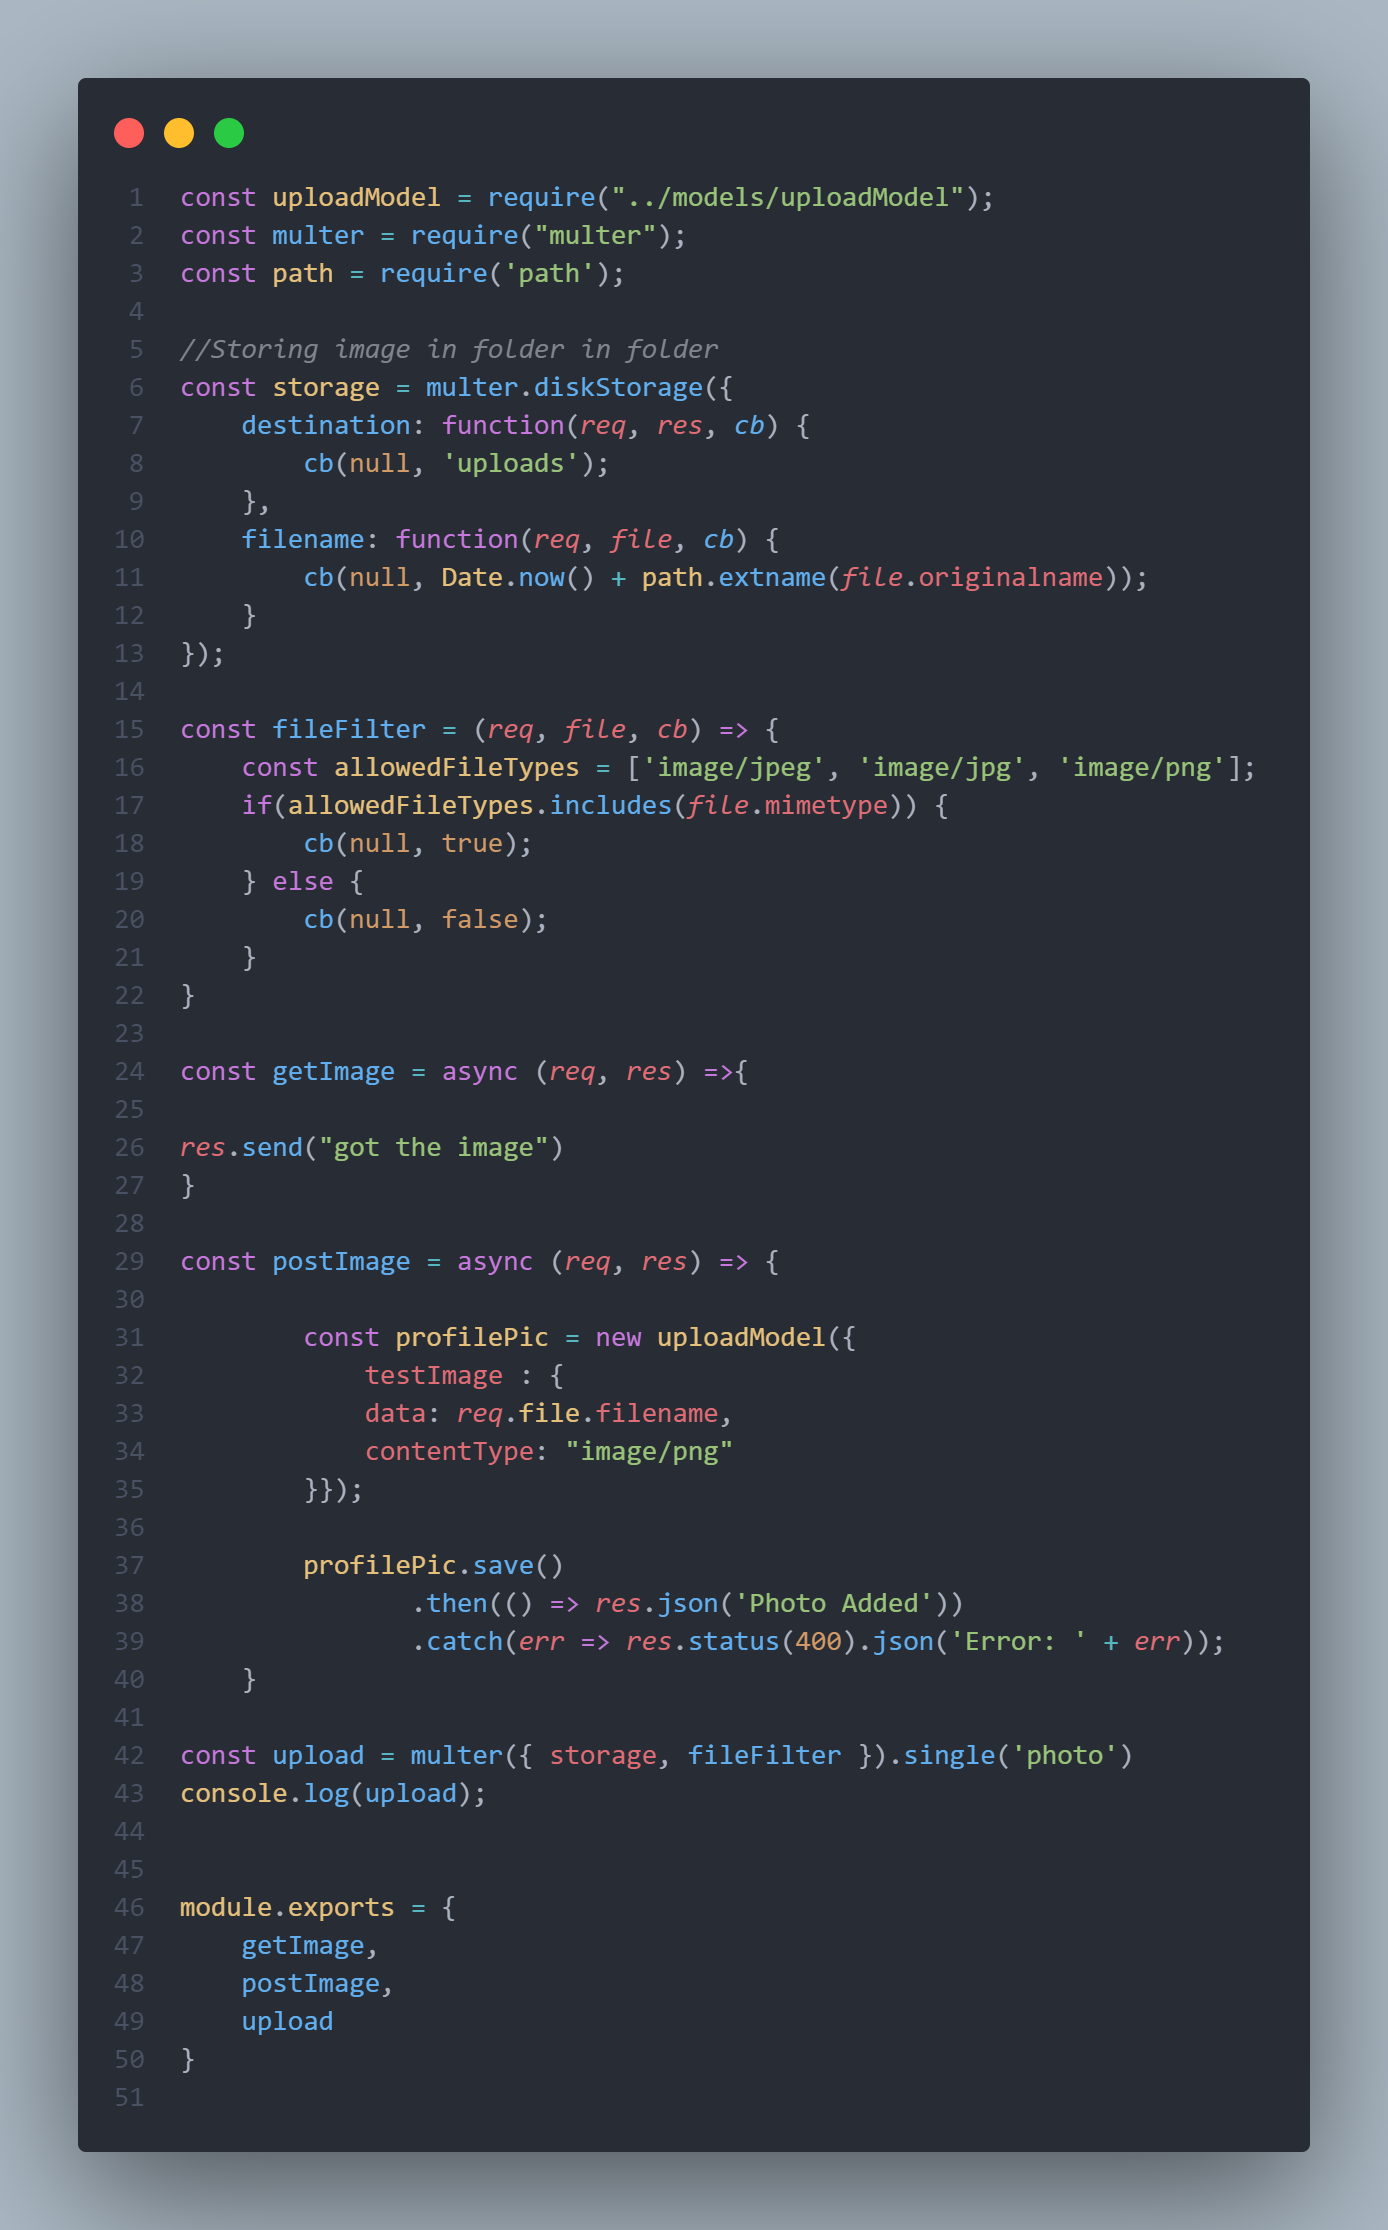 1 const uploadModel = require("../models/uploadModel");
2 const multer = require("multer");
3 const path = require('path');
4
5 //Storing image in folder in folder
6 const storage = multer.diskStorage({
7     destination: function(req, res, cb) {
8         cb(null, 'uploads');
9     },
10     filename: function(req, file, cb) {
11         cb(null, Date.now() + path.extname(file.originalname));
12     }
13 });
14
15 const fileFilter = (req, file, cb) => {
16     const allowedFileTypes = ['image/jpeg', 'image/jpg', 'image/png'];
17     if(allowedFileTypes.includes(file.mimetype)) {
18         cb(null, true);
19     } else {
20         cb(null, false);
21     }
22 }
23
24 const getImage = async (req, res) =>{
25
26 res.send("got the image")
27 }
28
29 const postImage = async (req, res) => {
30
31         const profilePic = new uploadModel({
32             testImage : {
33             data: req.file.filename,
34             contentType: "image/png"
35         }});
36
37         profilePic.save()
38                .then(() => res.json('Photo Added'))
39                .catch(err => res.status(400).json('Error: ' + err));
40     }
41
42 const upload = multer({ storage, fileFilter }).single('photo')
43 console.log(upload);
44
45
46 module.exports = {
47     getImage,
48     postImage,
49     upload
50 }
51